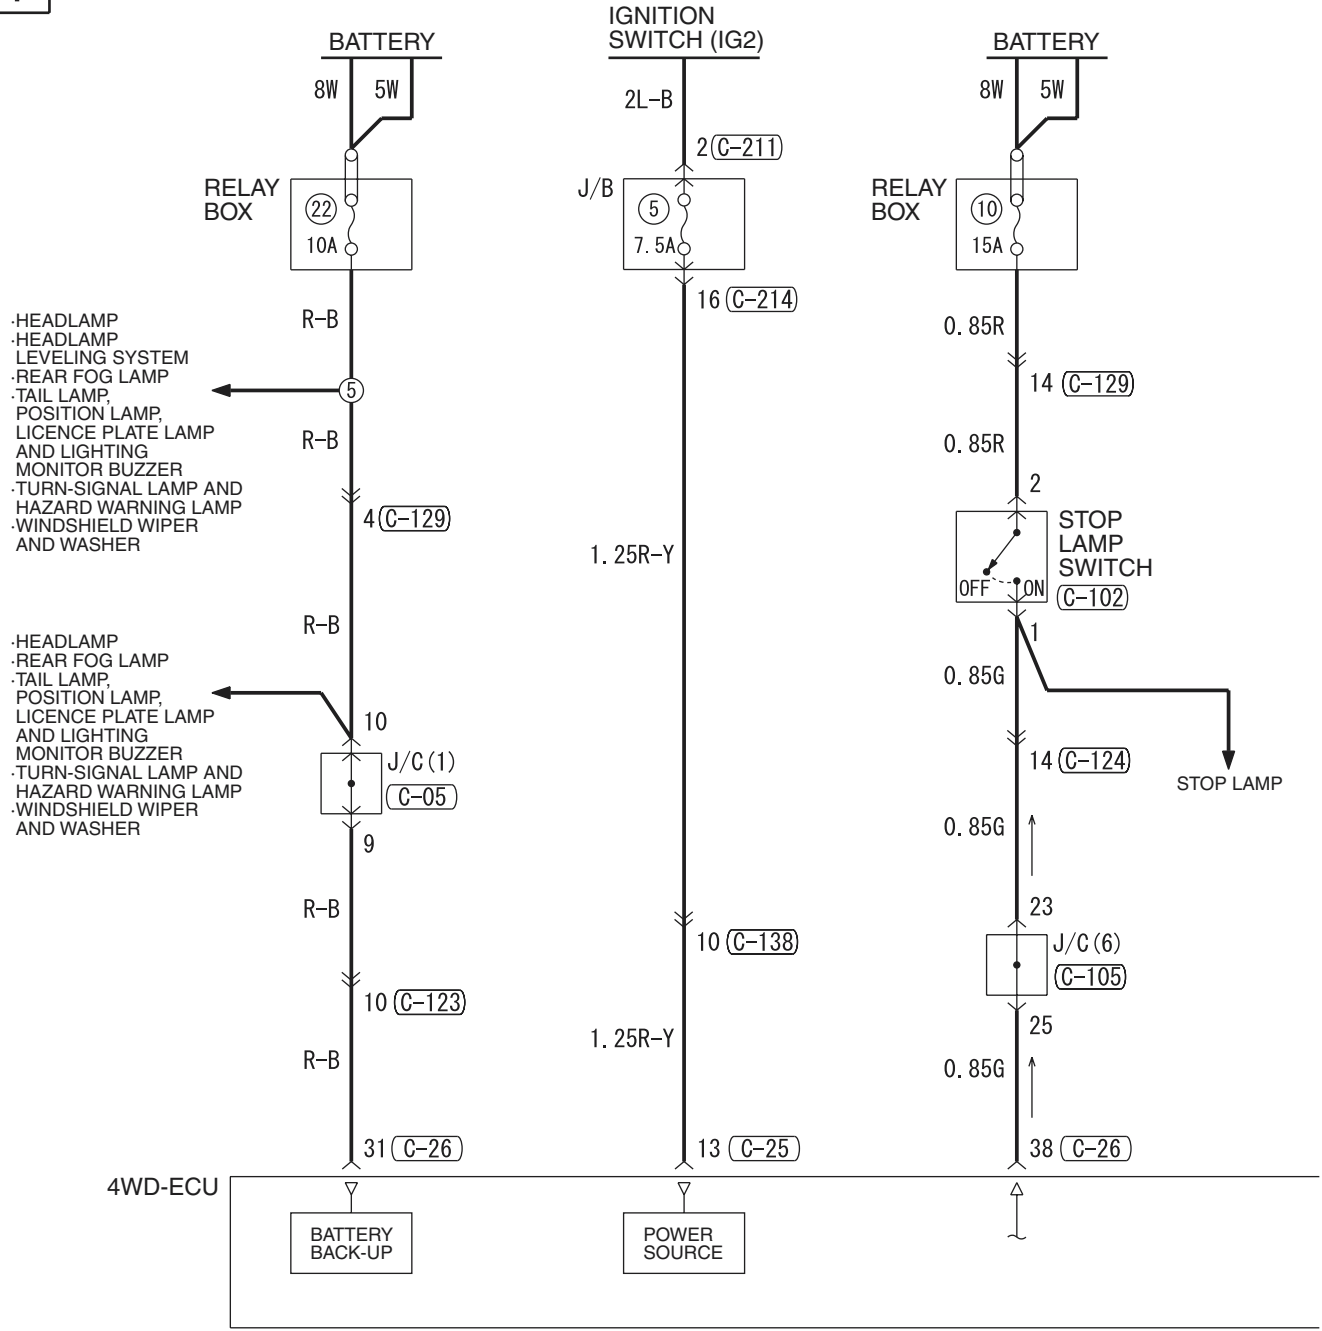 BATTERY
8W
5W
RELAY
BOX
22
10A
R-B
·HEADLAMP
·HEADLAMP
LEVELING SYSTEM
·REAR FOG LAMP
·TAIL LAMP,
POSITION LAMP,
LICENCE PLATE LAMP
AND LIGHTING
MONITOR BUZZER
·TURN-SIGNAL LAMP AND
HAZARD WARNING LAMP
·WINDSHIELD WIPER
AND WASHER
5
R-B
4 C-129
R-B
·HEADLAMP
·REAR FOG LAMP
·TAIL LAMP,
POSITION LAMP,
LICENCE PLATE LAMP
AND LIGHTING
MONITOR BUZZER
·TURN-SIGNAL LAMP AND
HAZARD WARNING LAMP
·WINDSHIELD WIPER
AND WASHER
10
J/C(1)
C-05
9
R-B
10 C-123
R-B
31 C-26
IGNITION
SWITCH (IG2)
2L-B
2 C-211
J/B
5
7.5A
16 C-214
1.25R-Y
10 C-138
1.25R-Y
13 C-25
BATTERY
8W
5W
RELAY
BOX
10
15A
0.85R
14 C-129
0.85R
2
STOP
LAMP
SWITCH
C-102
OFF
ON
1
0.85G
14 C-124
STOP LAMP
0.85G
23
J/C(6)
C-105
25
0.85G
38 C-26
4WD-ECU
BATTERY
BACK-UP
POWER
SOURCE